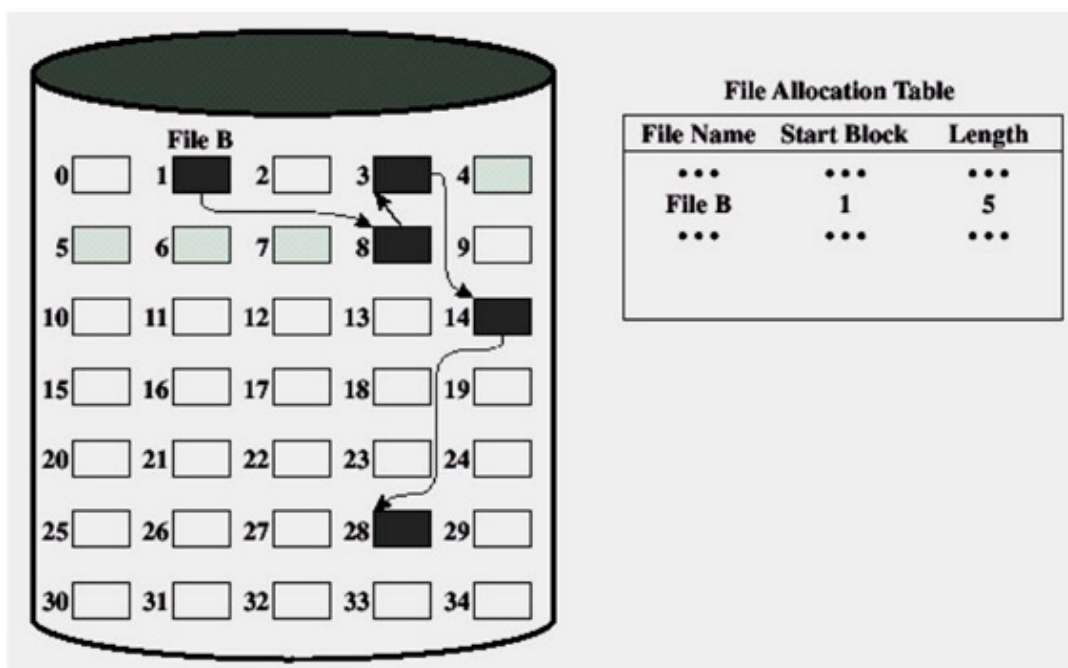 File B
0 1 2 3 4
5 6 7 8 9
10 11 12 13 14
15 16 17 18 19
20 21 22 23 24
25 26 27 28 29
30 31 32 33 34
File Allocation Table
File Name Start Block Length
••• ••• •••
File B 1 5
••• ••• •••